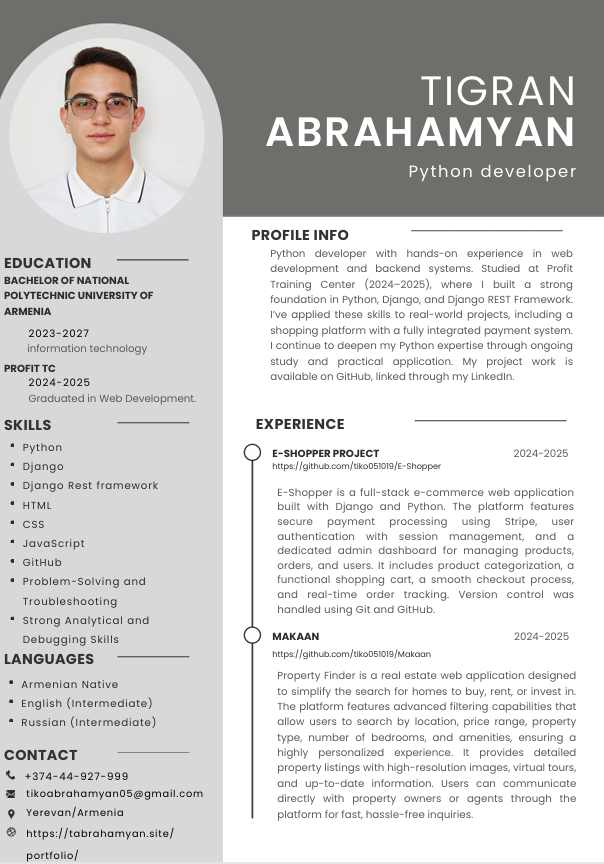 TIGRAN
ABRAHAMYAN
Python developer
EDUCATION
BACHELOR OF NATIONAL
POLYTECHNIC UNIVERSITY OF
ARMENIA
2023-2027
information technology
PROFIT TC
2024-2025
Graduated in Web Development.
SKILLS
Python
Django
Django Rest framework
HTML
CSS
JavaScript
GitHub
Problem-Solving and
Troubleshooting
Strong Analytical and
Debugging Skills
LANGUAGES
Armenian Native
English (Intermediate)
Russian (Intermediate)
CONTACT
+374-44-927-999
tikoabrahamyan05@gmail.com
Yerevan/Armenia
https://tabrahamyan.site/
portfolio/
PROFILE INFO
Python developer with hands-on experience in web
development and backend systems. Studied at Profit
Training Center (2024–2025), where I built a strong
foundation in Python, Django, and Django REST Framework.
I've applied these skills to real-world projects, including a
shopping platform with a fully integrated payment system.
I continue to deepen my Python expertise through ongoing
study and practical application. My project work is
available on GitHub, linked through my LinkedIn.
EXPERIENCE
E-SHOPPER PROJECT 2024-2025
https://github.com/tiko051019/E-Shopper
E-Shopper is a full-stack e-commerce web application
built with Django and Python. The platform features
secure payment processing using Stripe, user
authentication with session management, and a
dedicated admin dashboard for managing products,
orders, and users. It includes product categorization, a
functional shopping cart, a smooth checkout process,
and real-time order tracking. Version control was
handled using Git and GitHub.
MAKAAN 2024-2025
https://github.com/tiko051019/Makaan
Property Finder is a real estate web application designed
to simplify the search for homes to buy, rent, or invest in.
The platform features advanced filtering capabilities that
allow users to search by location, price range, property
type, number of bedrooms, and amenities, ensuring a
highly personalized experience. It provides detailed
property listings with high-resolution images, virtual tours,
and up-to-date information. Users can communicate
directly with property owners or agents through the
platform for fast, hassle-free inquiries.